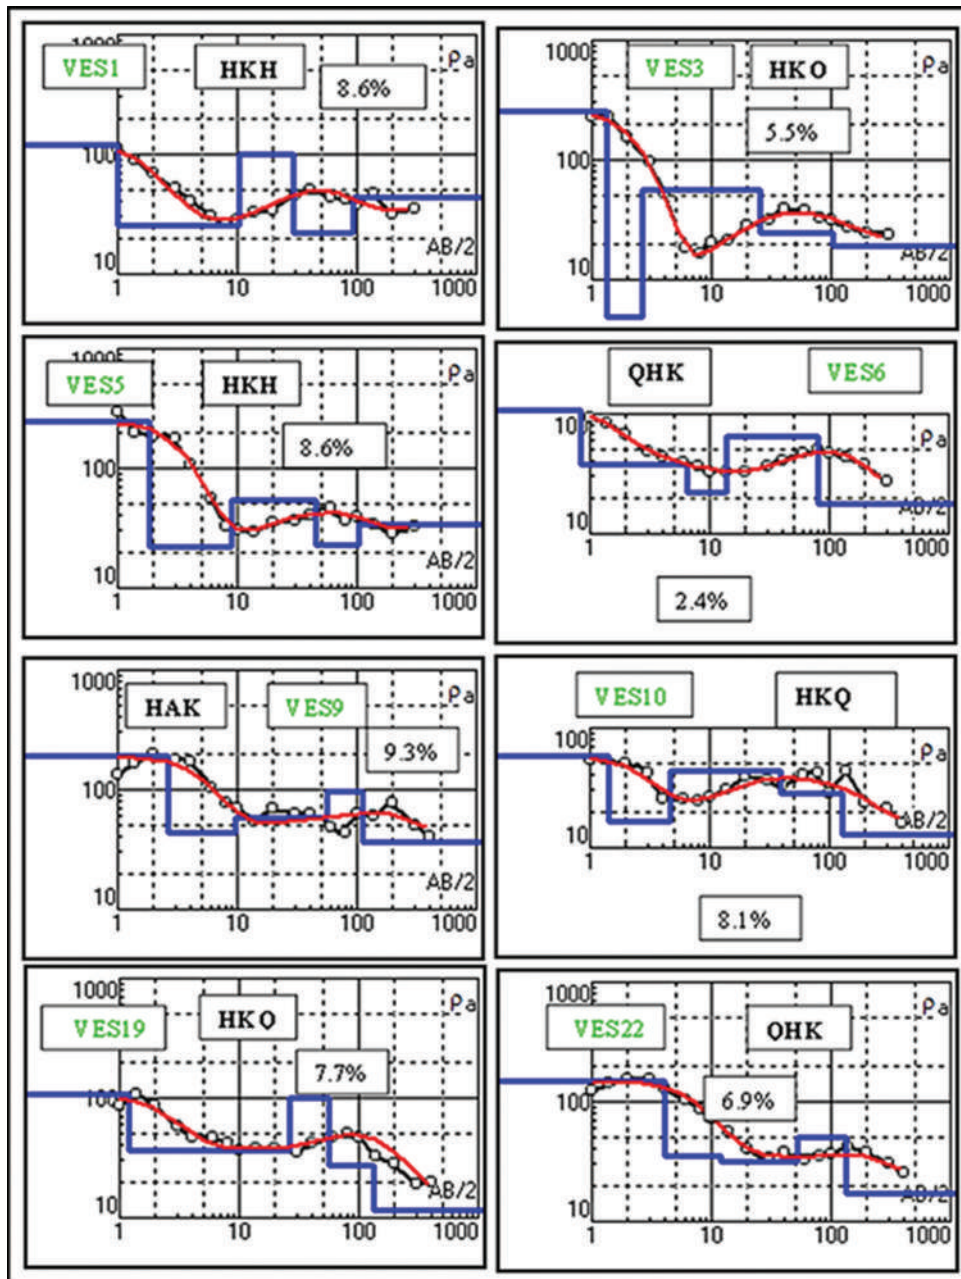 1000 VES1 HKH 8.6% ρa
100
10 AB/2
1 10 100 1000
1000 VES3 HKQ ρa
5.5%
100
10 AB/2
1 10 100 1000
1000 VES5 HKH ρa
8.6%
100
10 AB/2
1 10 100 1000
QHK VES6
ρa
10 AB/2
1 10 100 1000
2.4%
1000 HAK VES9 ρa
9.3%
100
10 AB/2
1 10 100 1000
VES10 HKQ
100 ρa
10 AB/2
1 10 100 1000
8.1%
1000 VES19 HKQ ρa
7.7%
100
10 AB/2
1 10 100 1000
1000 VES22 QHK ρa
6.9%
100
10 AB/2
1 10 100 1000